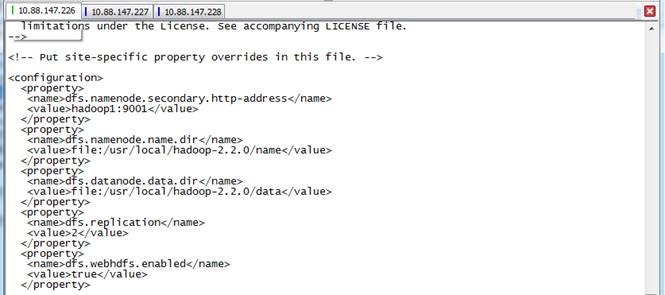 10.88.147.226 10.88.147.227 10.88.147.228
limitations under the License. See accompanying LICENSE file.
-->
<!-- Put site-specific property overrides in this file. -->
<configuration>
<property>
<name>dfs.namenode.secondary.http-address</name>
<value>hadoop1:9001</value>
</property>
<property>
<name>dfs.namenode.name.dir</name>
<value>file:/usr/local/hadoop-2.2.0/name</value>
</property>
<property>
<name>dfs.datanode.data.dir</name>
<value>file:/usr/local/hadoop-2.2.0/data</value>
</property>
<property>
<name>dfs.replication</name>
<value>2</value>
</property>
<property>
<name>dfs.webhdfs.enabled</name>
<value>true</value>
</property>